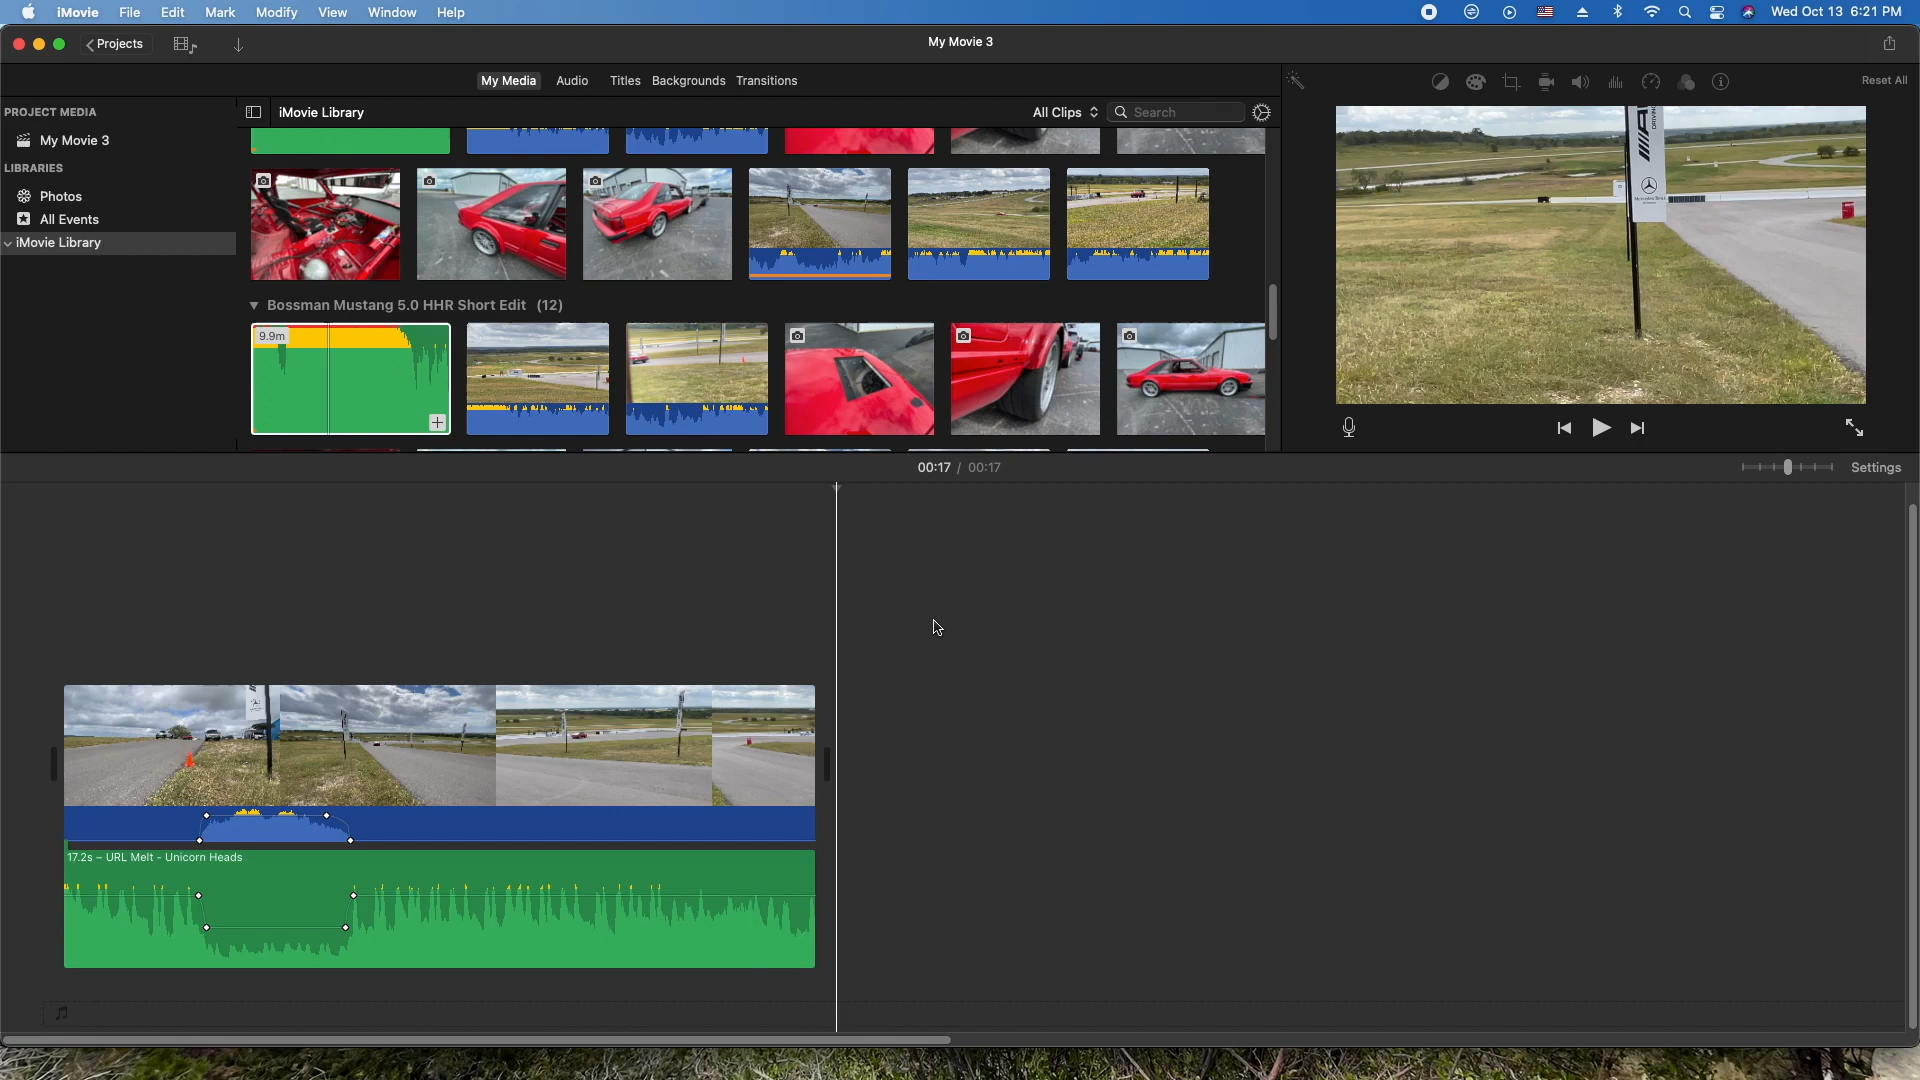 iMovie File Edit Mark Modify View Window Help
Wed Oct 13 6:21 PM
Projects
My Movie 3
My Media Audio Titles Backgrounds Transitions
Reset All
PROJECT MEDIA
My Movie 3
LIBRARIES
Photos
All Events
iMovie Library
iMovie Library
All Clips
Search
Bossman Mustang 5.0 HHR Short Edit (12)
9.9m
00:17 / 00:17
Settings
17.2s – URL Melt - Unicorn Heads